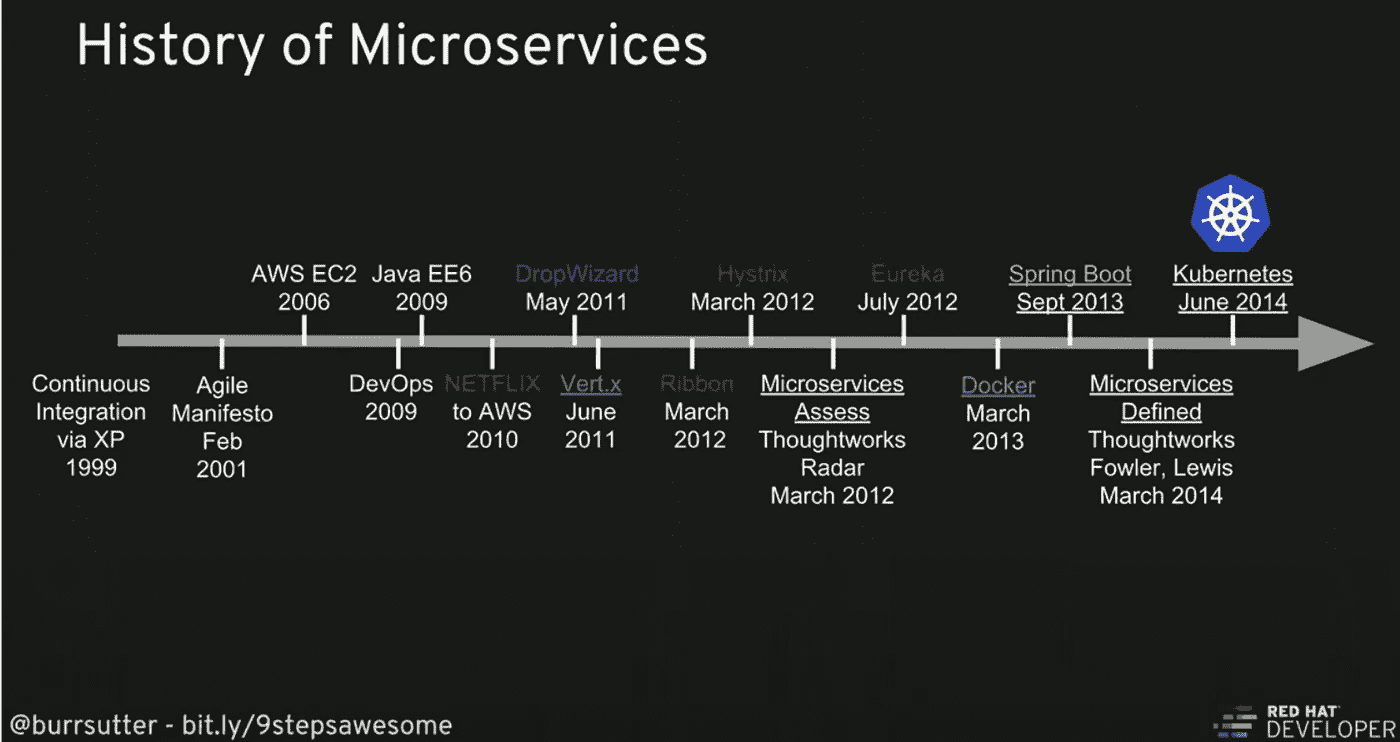 History of Microservices
AWS EC2
2006
Java EE6
2009
DropWizard
May 2011
Hystrix
March 2012
Eureka
July 2012
Spring Boot
Sept 2013
Kubernetes
June 2014
Continuous
Integration
via XP
1999
Agile
Manifesto
Feb
2001
DevOps
2009
NETFLIX
to AWS
2010
Vert.x
June
2011
Ribbon
March
2012
Microservices
Assess
Thoughtworks
Radar
March 2012
Docker
March
2013
Microservices
Defined
Thoughtworks
Fowler, Lewis
March 2014
@burrsutter - bit.ly/9stepsawesome
RED HAT
DEVELOPER